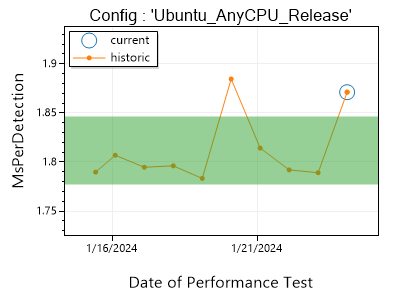 Config : 'Ubuntu_AnyCPU_Release'
current
historic
MsPerDetection
1.9
1.85
1.8
1.75
1/16/2024
1/21/2024
Date of Performance Test